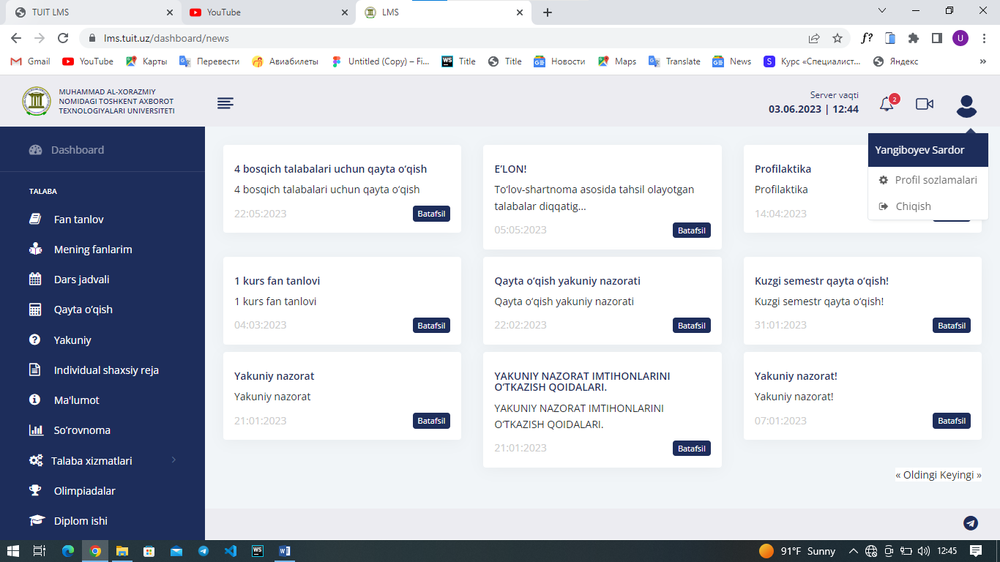 TUIT LMS
YouTube
LMS
lms.tuit.uz/dashboard/news
f?
U
Gmail
YouTube
Карты
Перевести
Авиабилеты
Untitled (Copy) – Fi...
WS Title
Title
Новости
Maps
Translate
News
S Курс «Специалист...
Яндекс
»
MUHAMMAD AL-XORAZMIY
NOMIDAGI TOSHKENT AXBOROT
TEXNOLOGIYALARI UNIVERSITETI
Server vaqti
03.06.2023 | 12:44
2
Yangiboyev Sardor
Profil sozlamalari
Chiqish
Dashboard
TALABA
Fan tanlov
Mening fanlarim
Dars jadvali
Qayta o‘qish
Yakuniy
Individual shaxsiy reja
Ma'lumot
So‘rovnoma
Talaba xizmatlari
Olimpiadalar
Diplom ishi
4 bosqich talabalari uchun qayta o‘qish
4 bosqich talabalari uchun qayta o‘qish
22:05:2023
Batafsil
E’LON!
To‘lov-shartnoma asosida tahsil olayotgan
talabalar diqqatig...
05:05:2023
Batafsil
Profilaktika
Profilaktika
14:04:2023
1 kurs fan tanlovi
1 kurs fan tanlovi
04:03:2023
Batafsil
Qayta o‘qish yakuniy nazorati
Qayta o‘qish yakuniy nazorati
22:02:2023
Batafsil
Kuzgi semestr qayta o‘qish!
Kuzgi semestr qayta o‘qish!
31:01:2023
Batafsil
Yakuniy nazorat
Yakuniy nazorat
21:01:2023
Batafsil
YAKUNIY NAZORAT IMTIHONLARINI
O‘TKAZISH QOIDALARI.
YAKUNIY NAZORAT IMTIHONLARINI
O‘TKAZISH QOIDALARI.
21:01:2023
Batafsil
Yakuniy nazorat!
Yakuniy nazorat!
07:01:2023
Batafsil
« Oldingi Keyingi »
WS
91°F Sunny
12:45